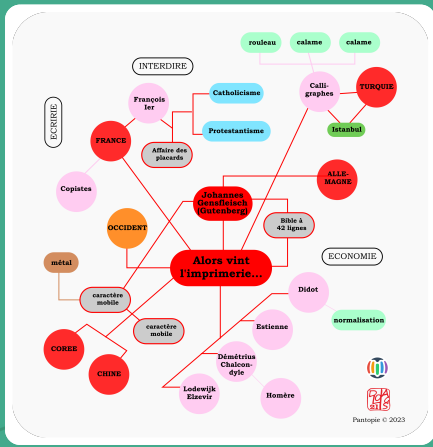 rouleau
calame
calame
INTERDIRE
Calli-
graphes
TURQUIE
François
Ier
Catholicisme
ECRIRIE
Istanbul
Protestantisme
FRANCE
Affaire des
placards
ALLE-
MAGNE
Copistes
Johannes
Gensfleisch
(Gutenberg)
Bible à
42 lignes
OCCIDENT
ECONOMIE
Alors vint
l'imprimerie...
métal
caractère
mobile
Didot
normalisation
caractère
mobile
Estienne
COREE
Démétrius
Chalcon-
dyle
CHINE
Lodewijk
Elzevir
Homère
Pantopie © 2023